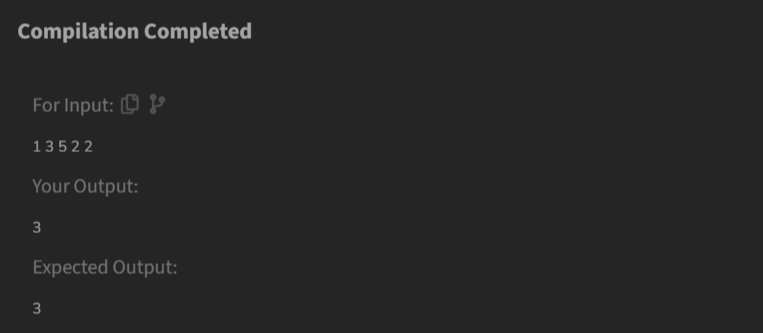 Compilation Completed
For Input:
1 3 5 2 2
Your Output:
3
Expected Output:
3